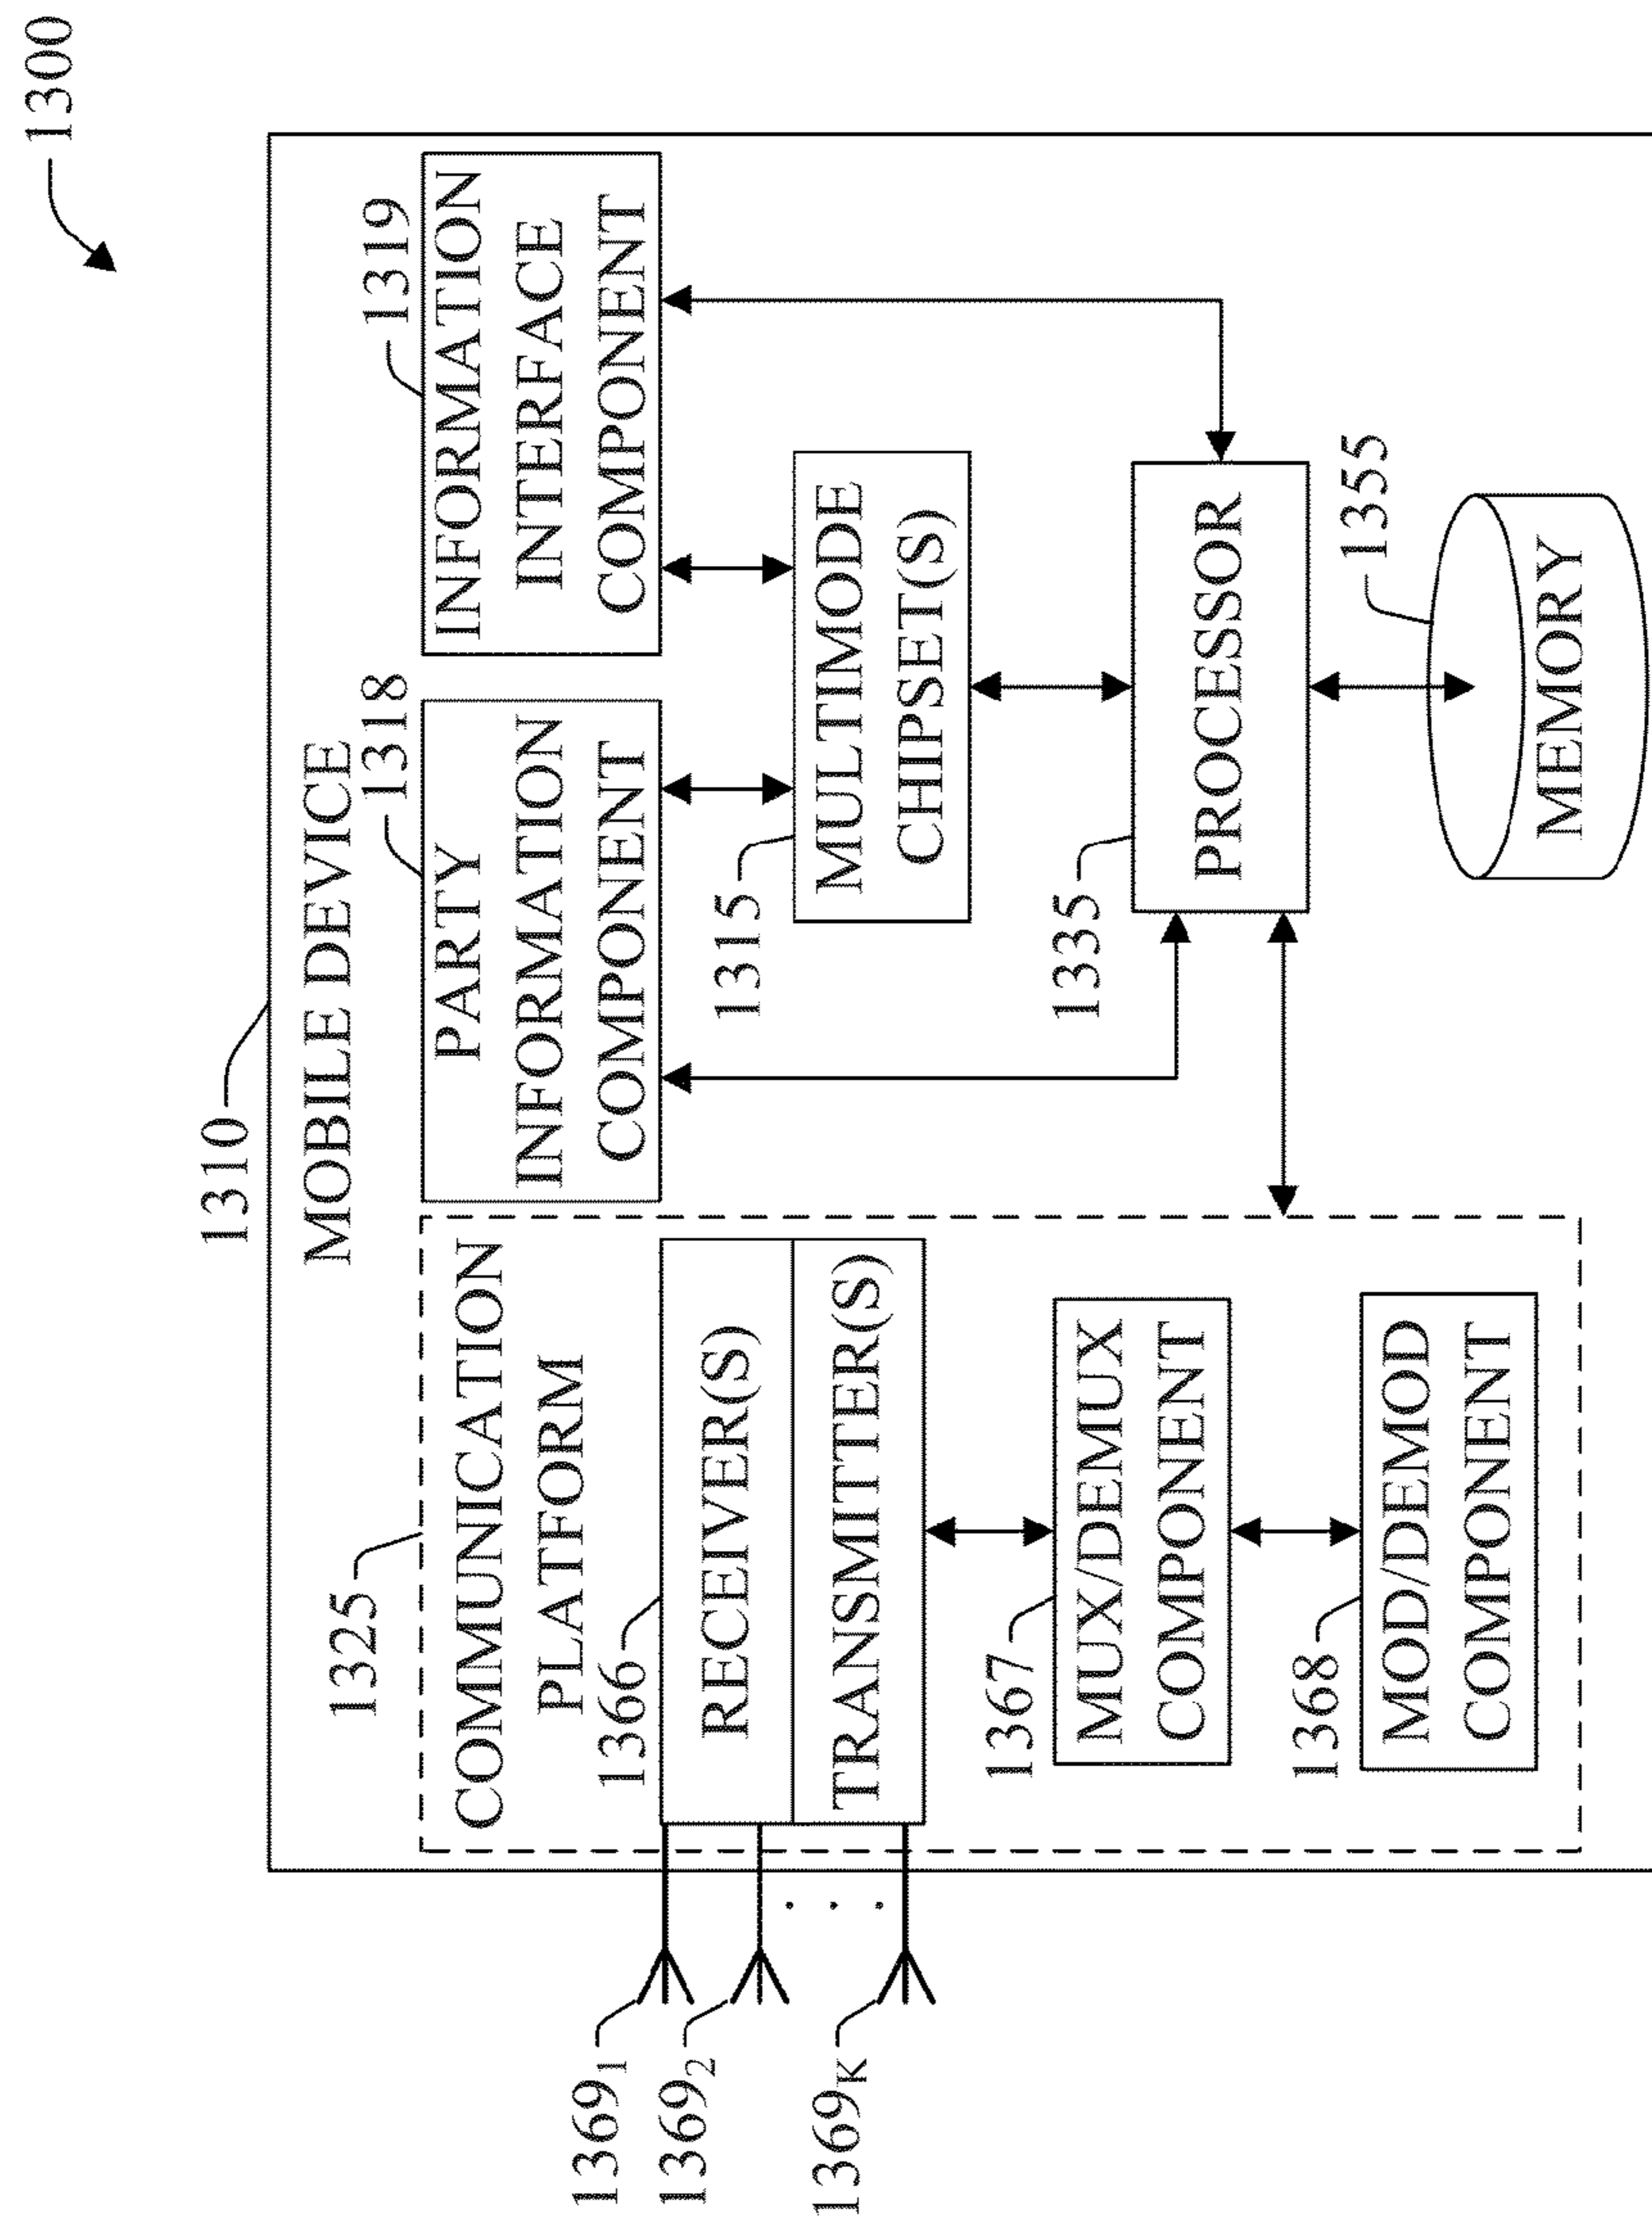 1300
1310
MOBILE DEVICE
1325
COMMUNICATION
PLATFORM
1366
RECEIVER(S)
TRANSMITTER(S)
1367
MUX/DEMUX
COMPONENT
1368
MOD/DEMOD
COMPONENT
1369₁
1369₂
. . .
1369K
1318
PARTY
INFORMATION
COMPONENT
1319
INFORMATION
INTERFACE
COMPONENT
1315
MULTIMODE
CHIPSET(S)
1335
PROCESSOR
1355
MEMORY